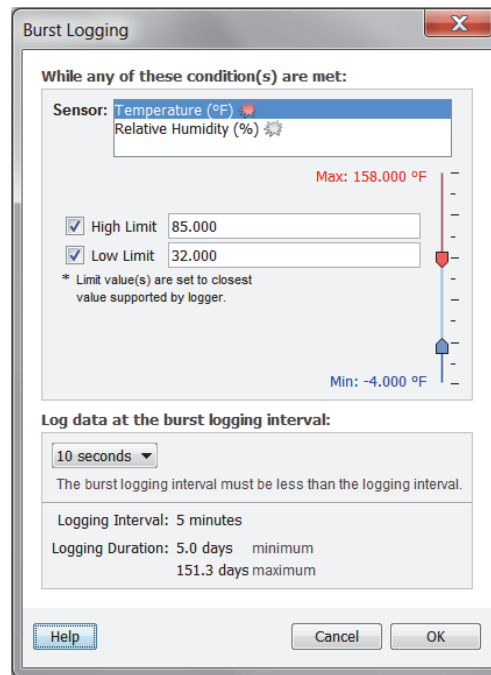 Burst Logging
While any of these condition(s) are met:
Sensor: Temperature (°F)
Relative Humidity (%)
Max: 158.000 °F
High Limit 85.000
Low Limit 32.000
* Limit value(s) are set to closest
value supported by logger.
Min: -4.000 °F
Log data at the burst logging interval:
10 seconds
The burst logging interval must be less than the logging interval.
Logging Interval: 5 minutes
Logging Duration: 5.0 days minimum
151.3 days maximum
Help Cancel OK